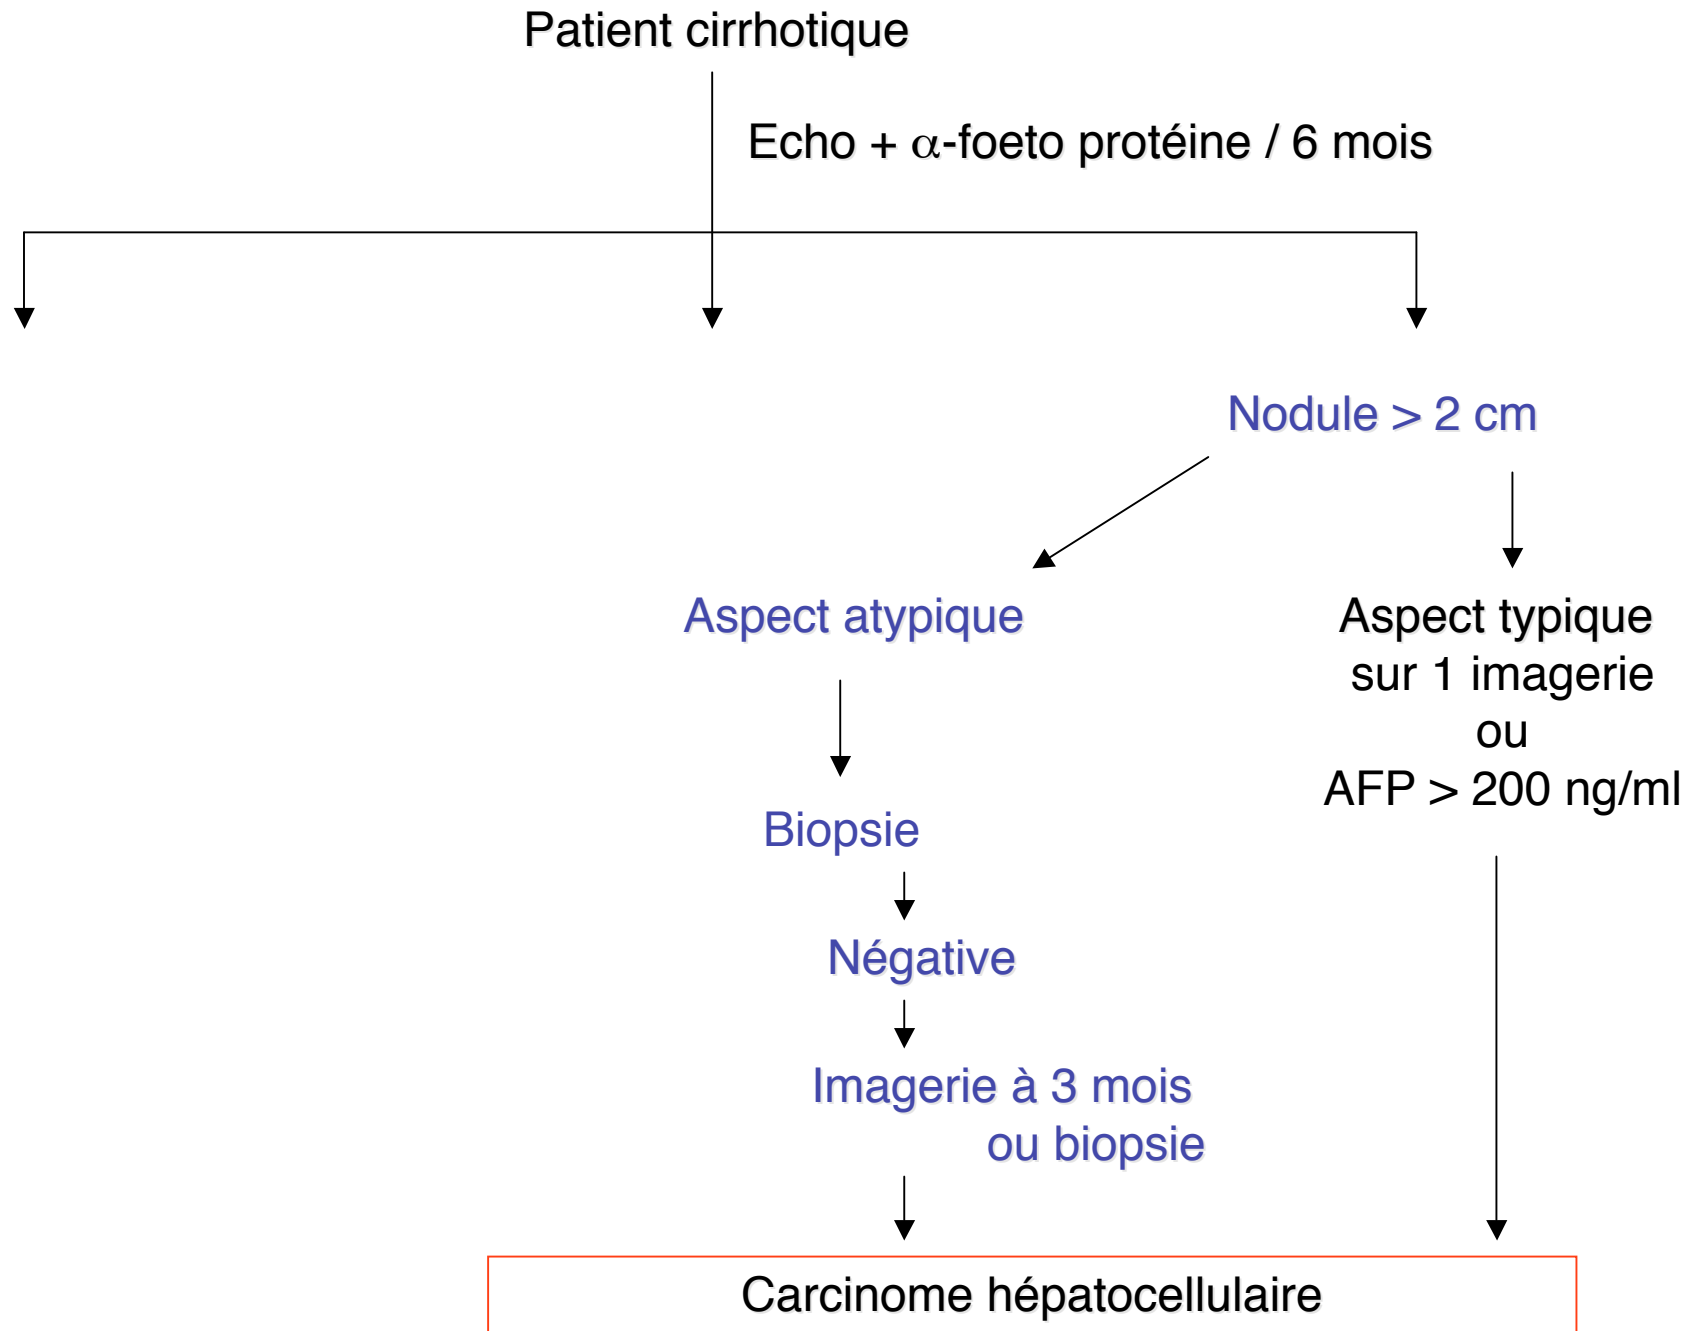 Patient cirrhotique
Echo + α-foeto protéine / 6 mois
Nodule > 2 cm
Aspect atypique
Aspect typique
sur 1 imagerie
ou
AFP > 200 ng/ml
Biopsie
Négative
Imagerie à 3 mois
ou biopsie
Carcinome hépatocellulaire